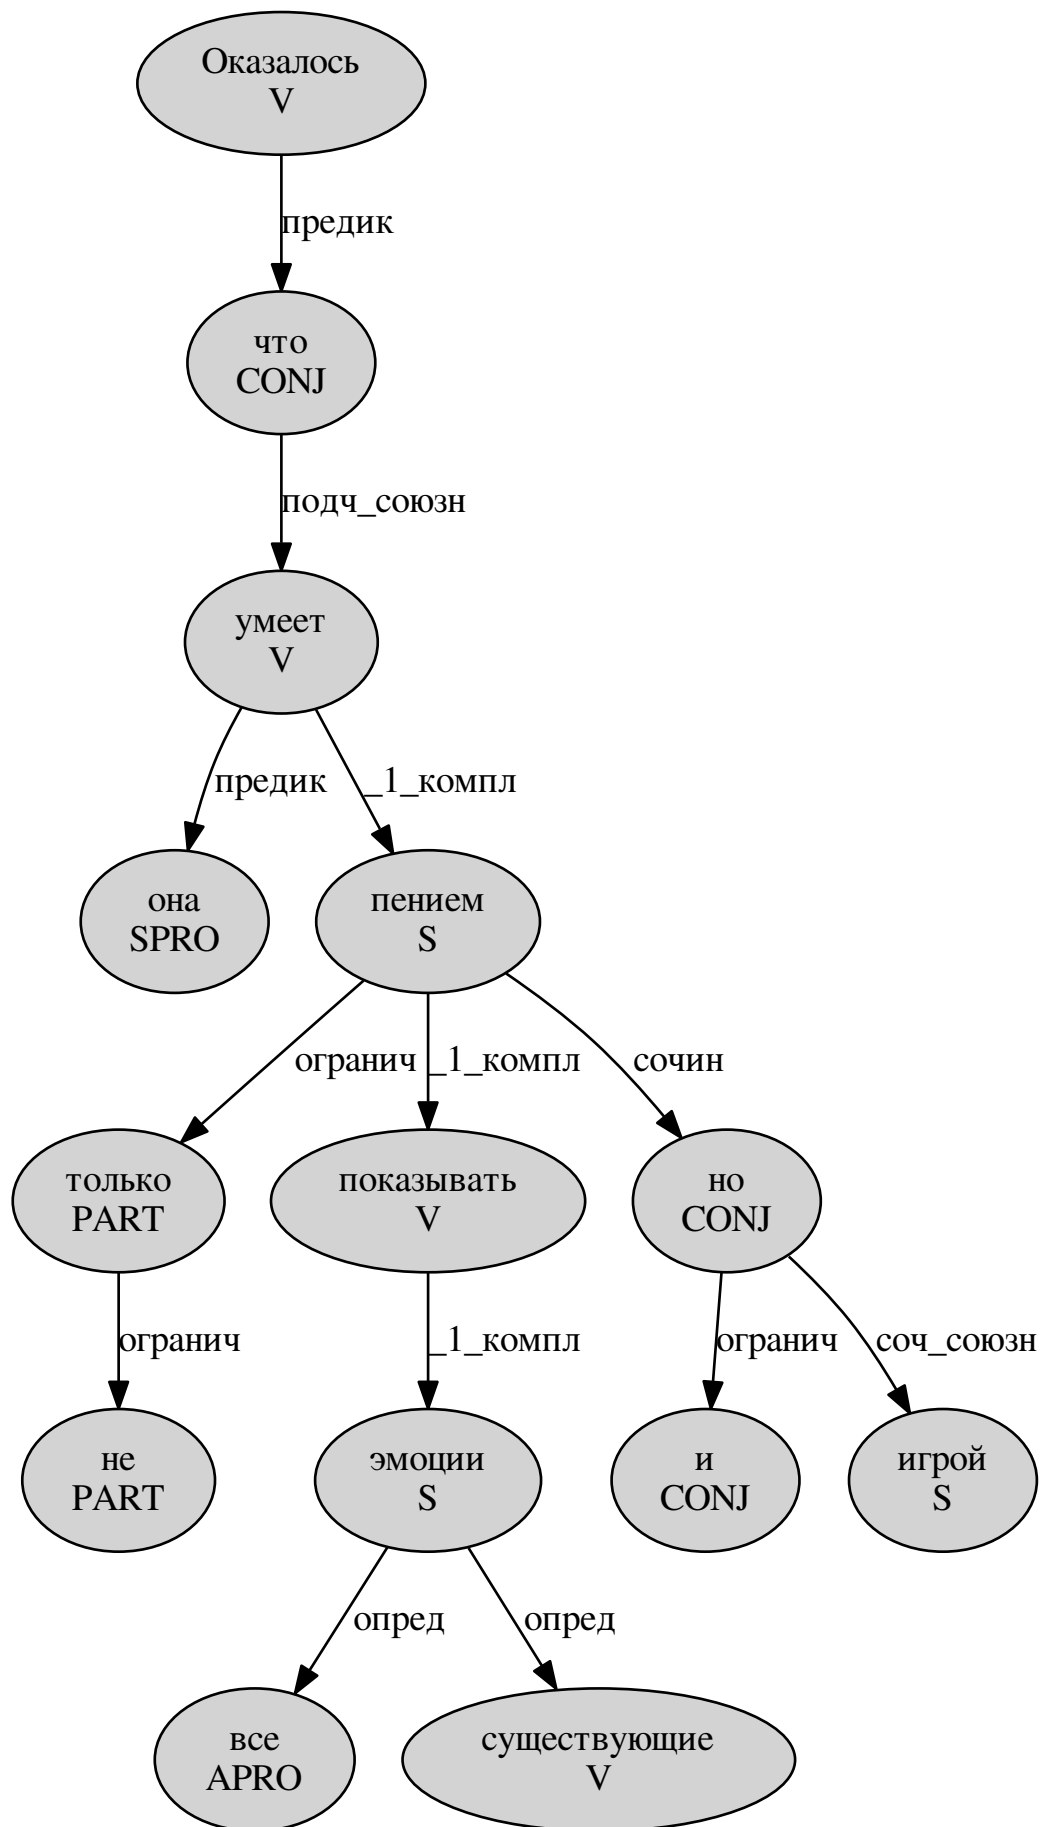 Оказалось
V
предик
что
CONJ
подч_союзн
умеет
V
предик
_1_компл
она
SPRO
пением
S
огранич
_1_компл
сочин
только
PART
показывать
V
но
CONJ
огранич
_1_компл
огранич
соч_союзн
не
PART
эмоции
S
и
CONJ
игрой
S
опред
опред
все
APRO
существующие
V